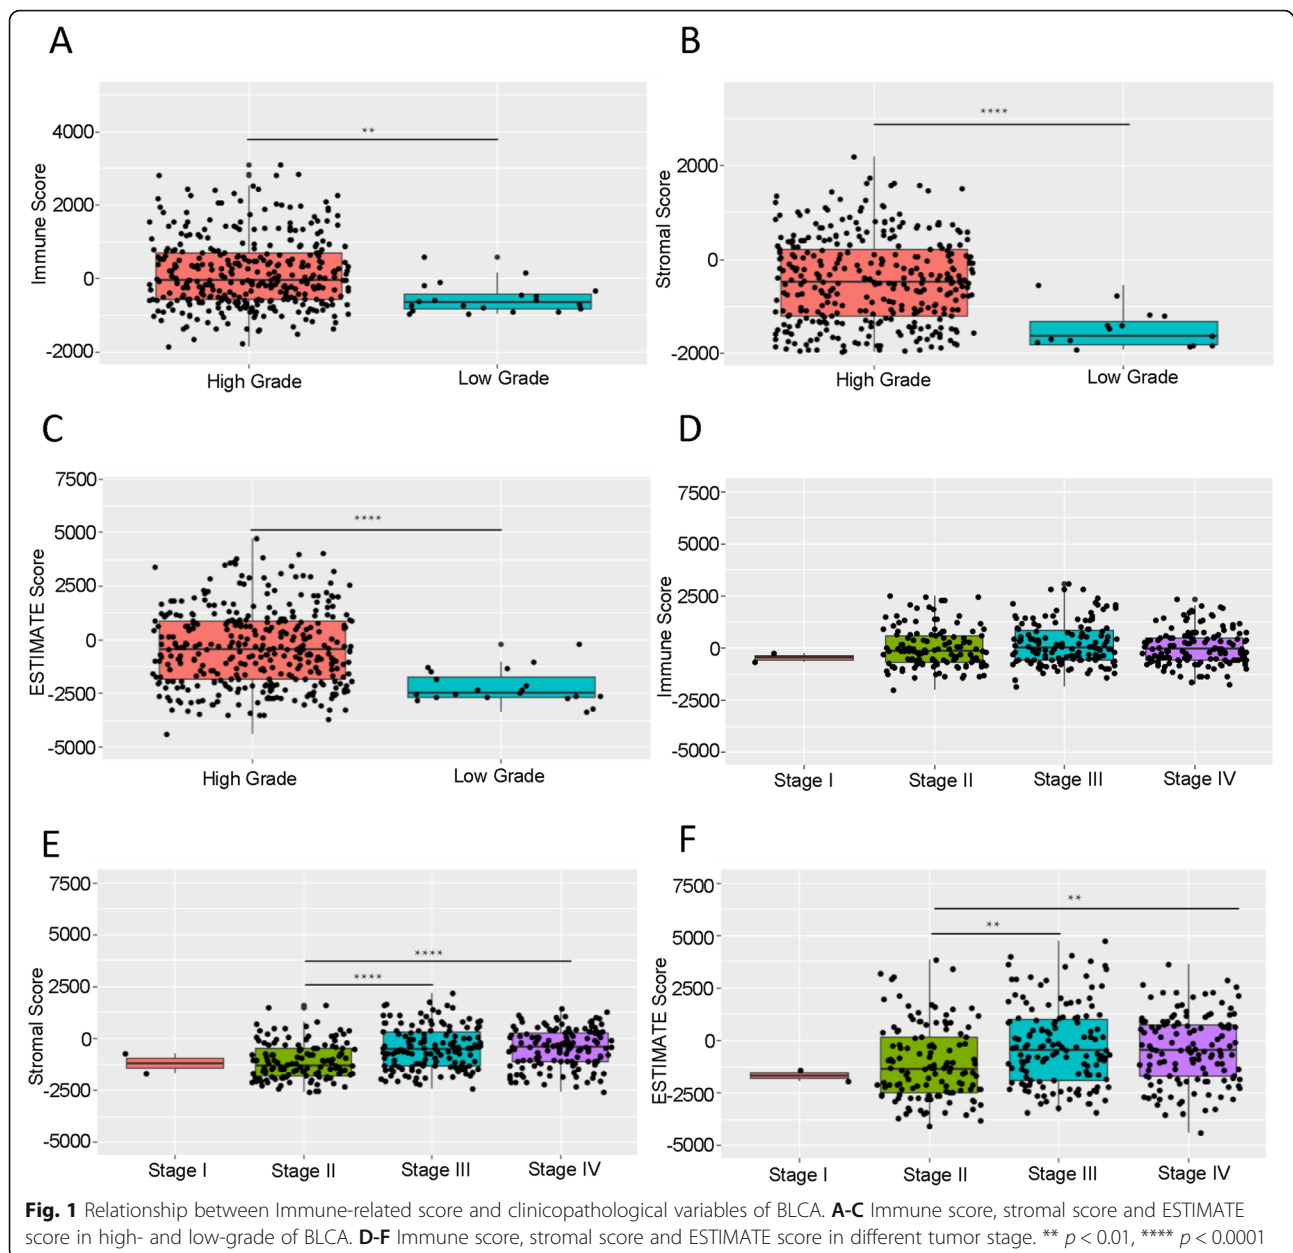 A
Immune Score
4000
2000
0
-2000
**
High Grade
Low Grade
B
Stromal Score
2000
0
-2000
****
High Grade
Low Grade
C
ESTIMATE Score
7500
5000
2500
0
-2500
-5000
****
High Grade
Low Grade
D
Immune Score
7500
5000
2500
0
-2500
-5000
Stage I
Stage II
Stage III
Stage IV
E
Stromal Score
7500
5000
2500
0
-2500
-5000
****
****
Stage I
Stage II
Stage III
Stage IV
F
ESTIMATE Score
7500
5000
2500
0
-2500
-5000
**
**
Stage I
Stage II
Stage III
Stage IV
Fig. 1 Relationship between Immune-related score and clinicopathological variables of BLCA. A-C Immune score, stromal score and ESTIMATE
score in high- and low-grade of BLCA. D-F Immune score, stromal score and ESTIMATE score in different tumor stage. ** p < 0.01, **** p < 0.0001